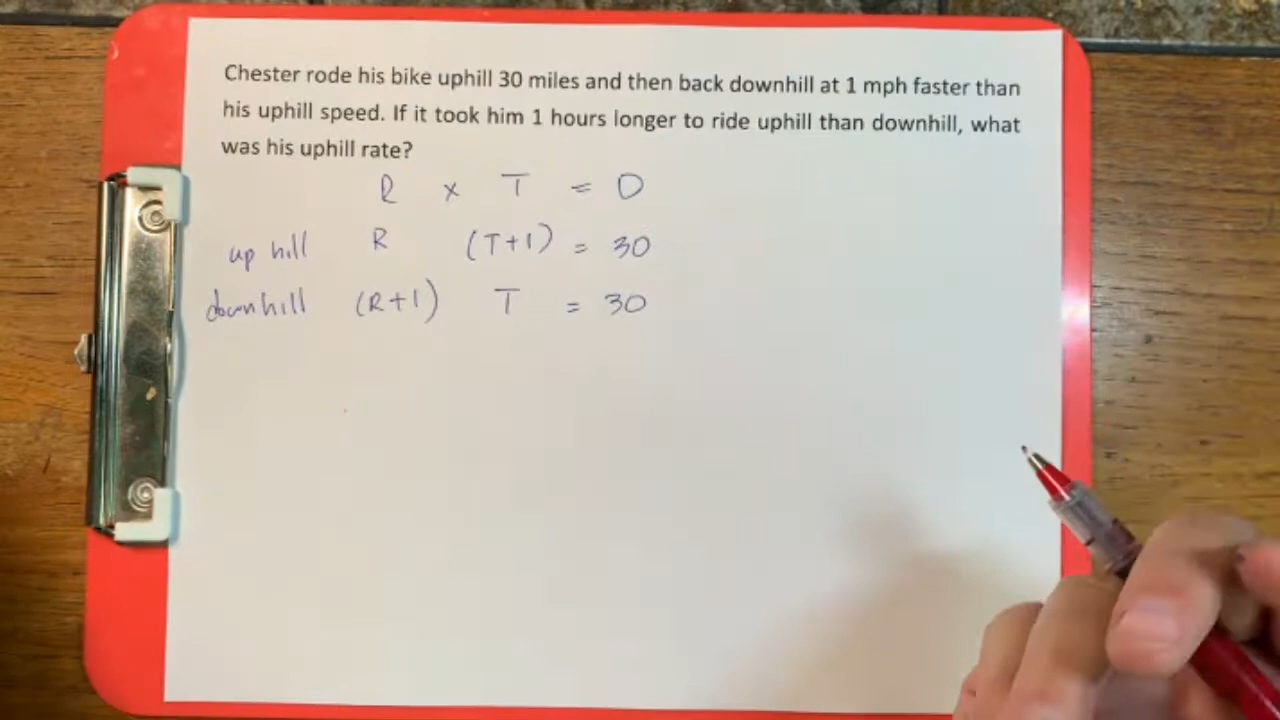 Chester rode his bike uphill 30 miles and then back downhill at 1 mph faster than
his uphill speed. If it took him 1 hours longer to ride uphill than downhill, what
was his uphill rate?
R × T = D
up hill R (T+1) = 30
downhill (R+1) T = 30